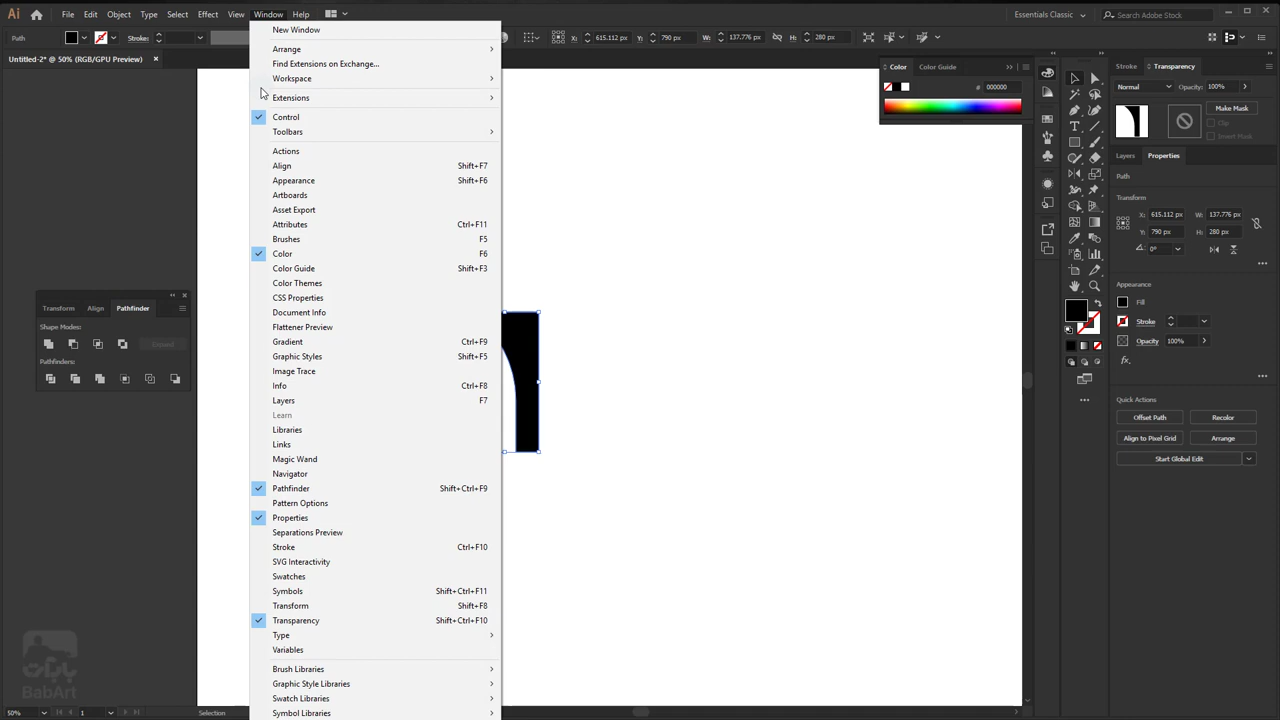 Ai File Edit Object Type Select Effect View Window Help Essentials Classic Search Adobe Stock
Path Stroke: X: 615.112 px Y: 790 px W: 137.776 px H: 280 px
Untitled-2* @ 50% (RGB/GPU Preview)
New Window
Arrange
Find Extensions on Exchange...
Workspace
Extensions
Control
Toolbars
Actions
Align Shift+F7
Appearance Shift+F6
Artboards
Asset Export
Attributes Ctrl+F11
Brushes F5
Color F6
Color Guide Shift+F3
Color Themes
CSS Properties
Document Info
Flattener Preview
Gradient Ctrl+F9
Graphic Styles Shift+F5
Image Trace
Info Ctrl+F8
Layers F7
Learn
Libraries
Links
Magic Wand
Navigator
Pathfinder Shift+Ctrl+F9
Pattern Options
Properties
Separations Preview
Stroke Ctrl+F10
SVG Interactivity
Swatches
Symbols Shift+Ctrl+F11
Transform Shift+F8
Transparency Shift+Ctrl+F10
Type
Variables
Brush Libraries
Graphic Style Libraries
Swatch Libraries
Symbol Libraries
Transform Align Pathfinder
Shape Modes:
Expand
Pathfinders:
Color Color Guide
# 000000
Stroke Transparency
Normal Opacity: 100%
Make Mask
Clip
Invert Mask
Layers Properties
Path
Transform
X: 615.112 px W: 137.776 px
Y: 790 px H: 280 px
0°
Appearance
Fill
Stroke
Opacity 100%
fx
Quick Actions
Offset Path Recolor
Align to Pixel Grid Arrange
Start Global Edit
BabArt
50% 1 Selection